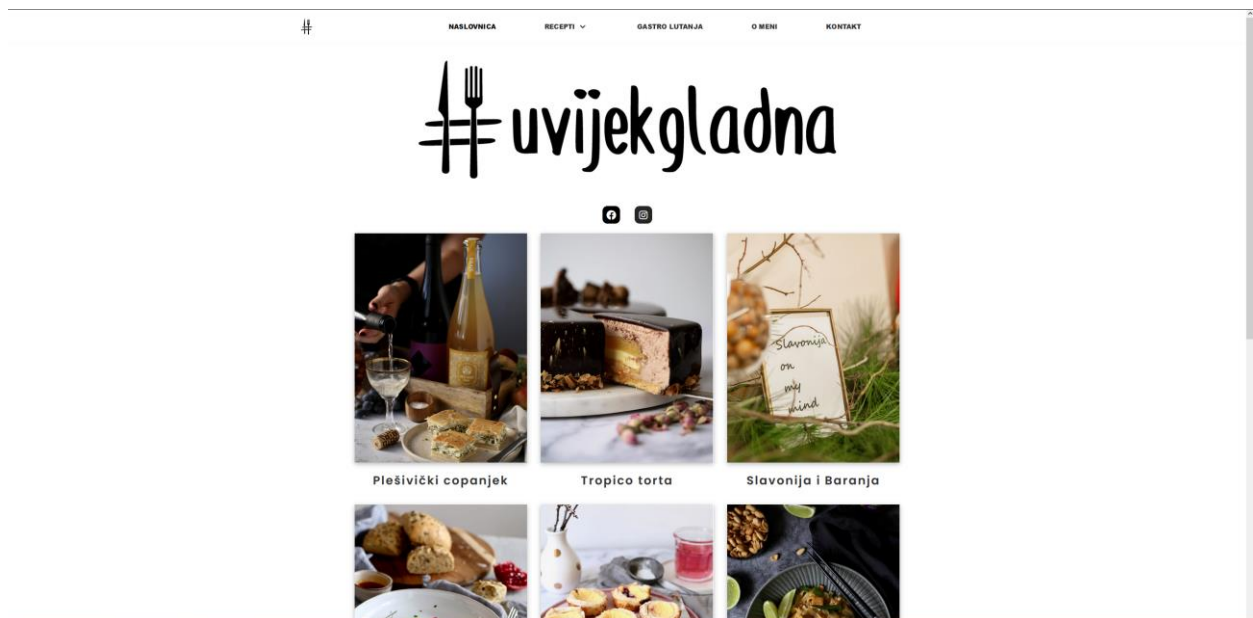 NASLOVNICA RECEPTI GASTRO LUTANJA O MENI KONTAKT
#uvijekgladna
Slavonija
on
my
mind
Plešivički copanjek Tropico torta Slavonija i Baranja